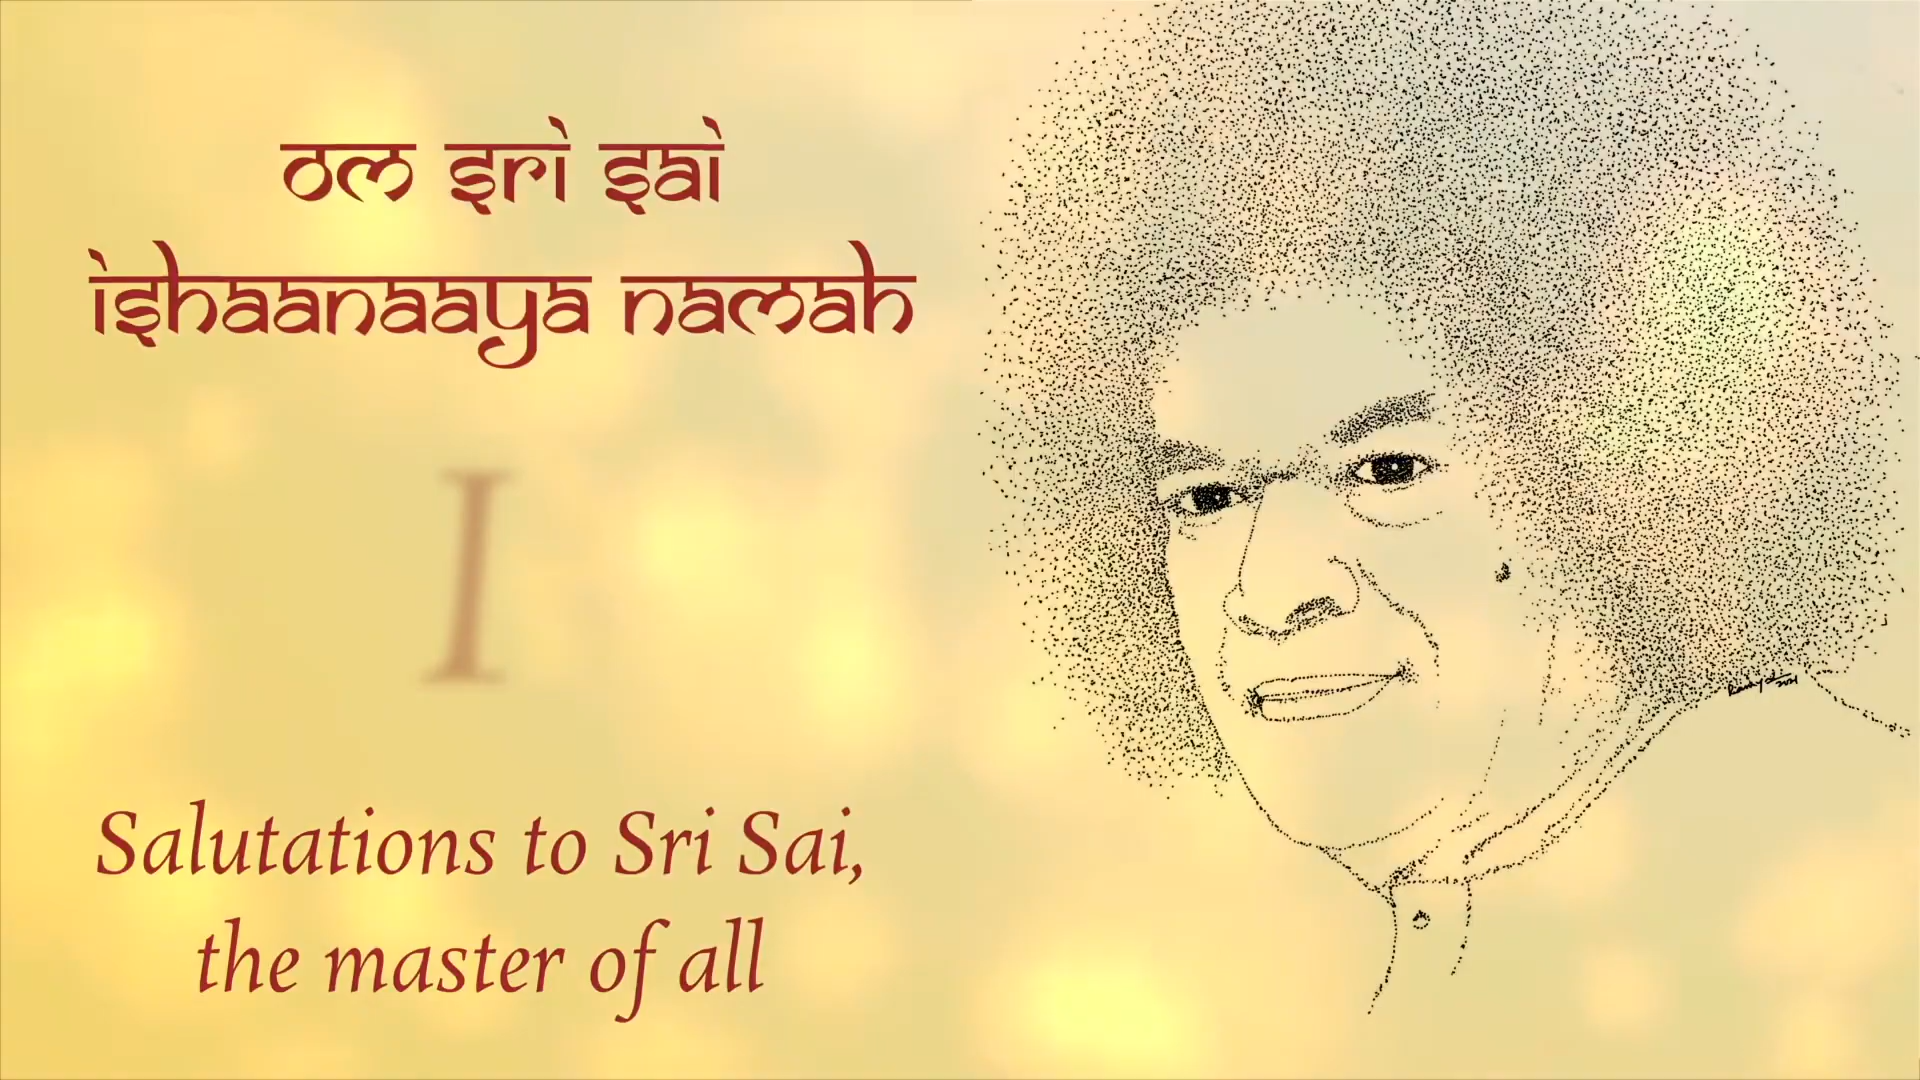 om sri sai
ishaanaaya namah
I
Salutations to Sri Sai,
the master of all